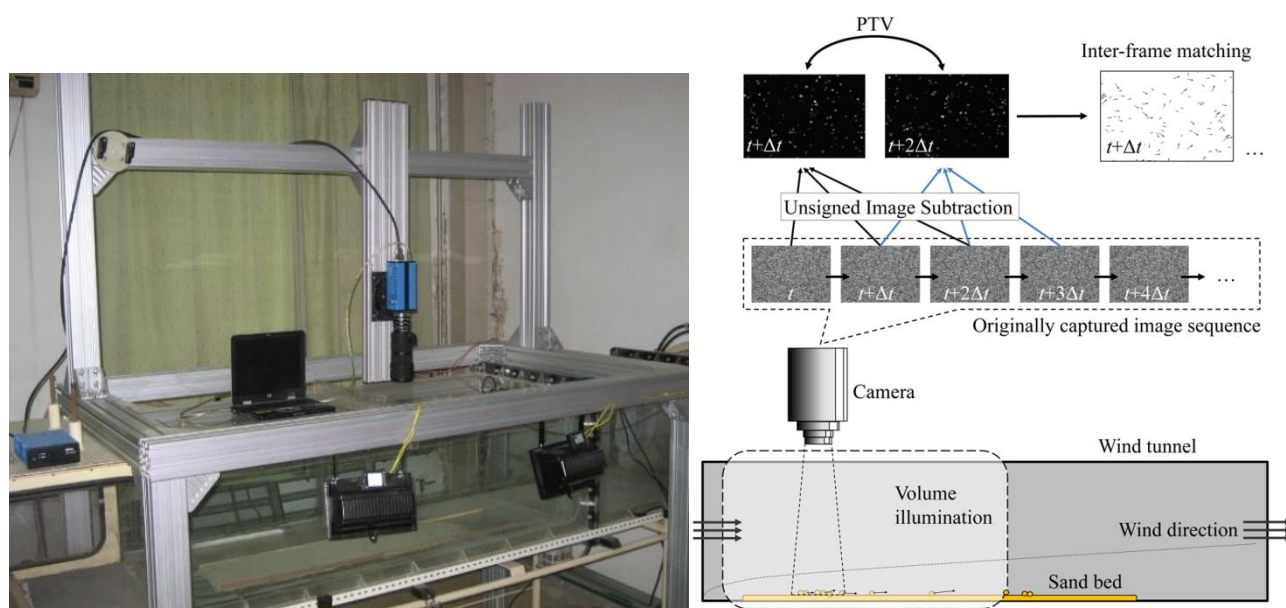 PTV
Inter-frame matching
t+Δt
t+2Δt
t+Δt
...
Unsigned Image Subtraction
t
t+Δt
t+2Δt
t+3Δt
t+4Δt
...
Originally captured image sequence
Camera
Wind tunnel
Volume
illumination
Wind direction
Sand bed